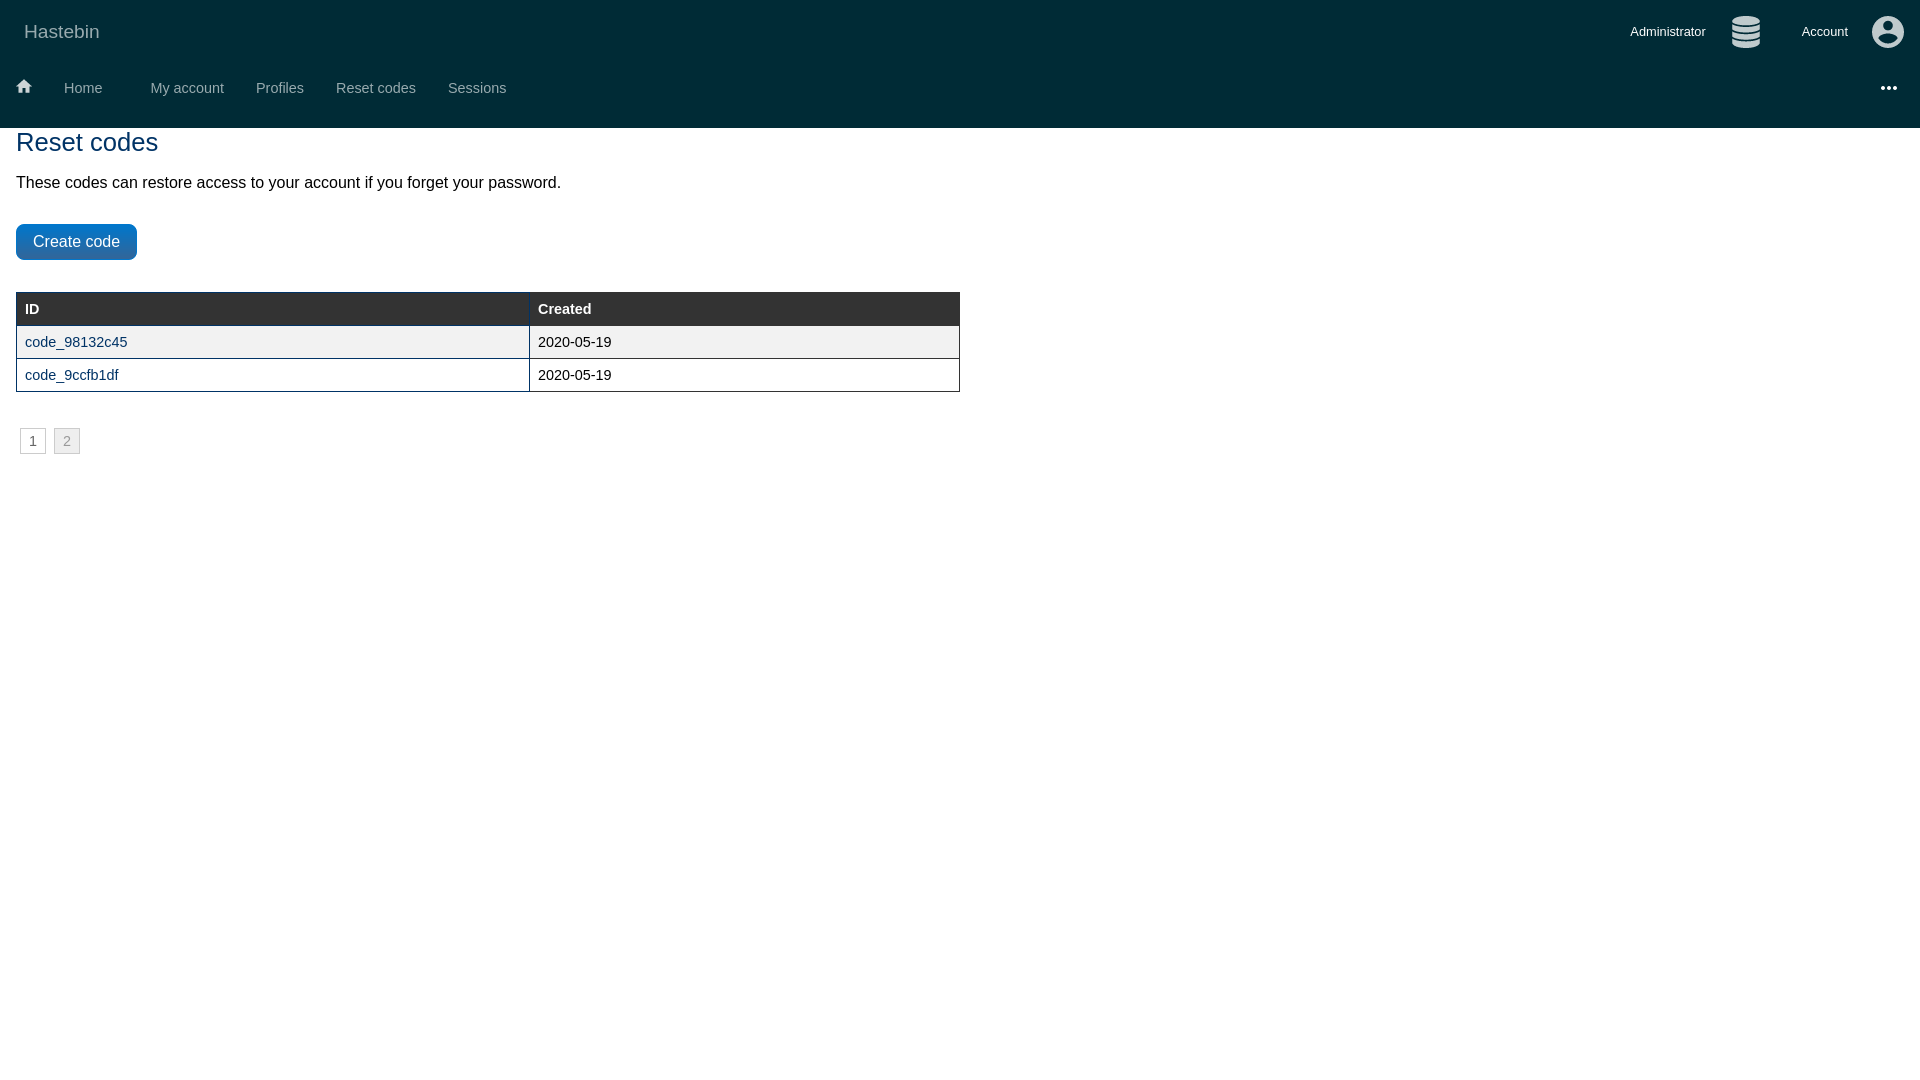 Hastebin
Administrator
Account
Home
My account
Profiles
Reset codes
Sessions
Reset codes
These codes can restore access to your account if you forget your password.
Create code
ID Created
code_98132c45 2020-05-19
code_9ccfb1df 2020-05-19
1 2